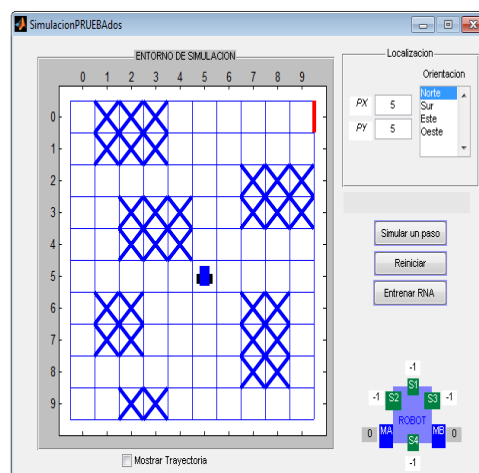 SimulacionPRUEBAdos
ENTORNO DE SIMULACION
0 1 2 3 4 5 6 7 8 9
0
1
2
3
4
5
6
7
8
9
Mostrar Trayectoria
Localizacion
Orientacion
PX 5
PY 5
Norte
Sur
Este
Oeste
Simular un paso
Reiniciar
Entrenar RNA
-1
S1
-1 S2 S3 -1
ROBOT
0 MA MB 0
S4
-1